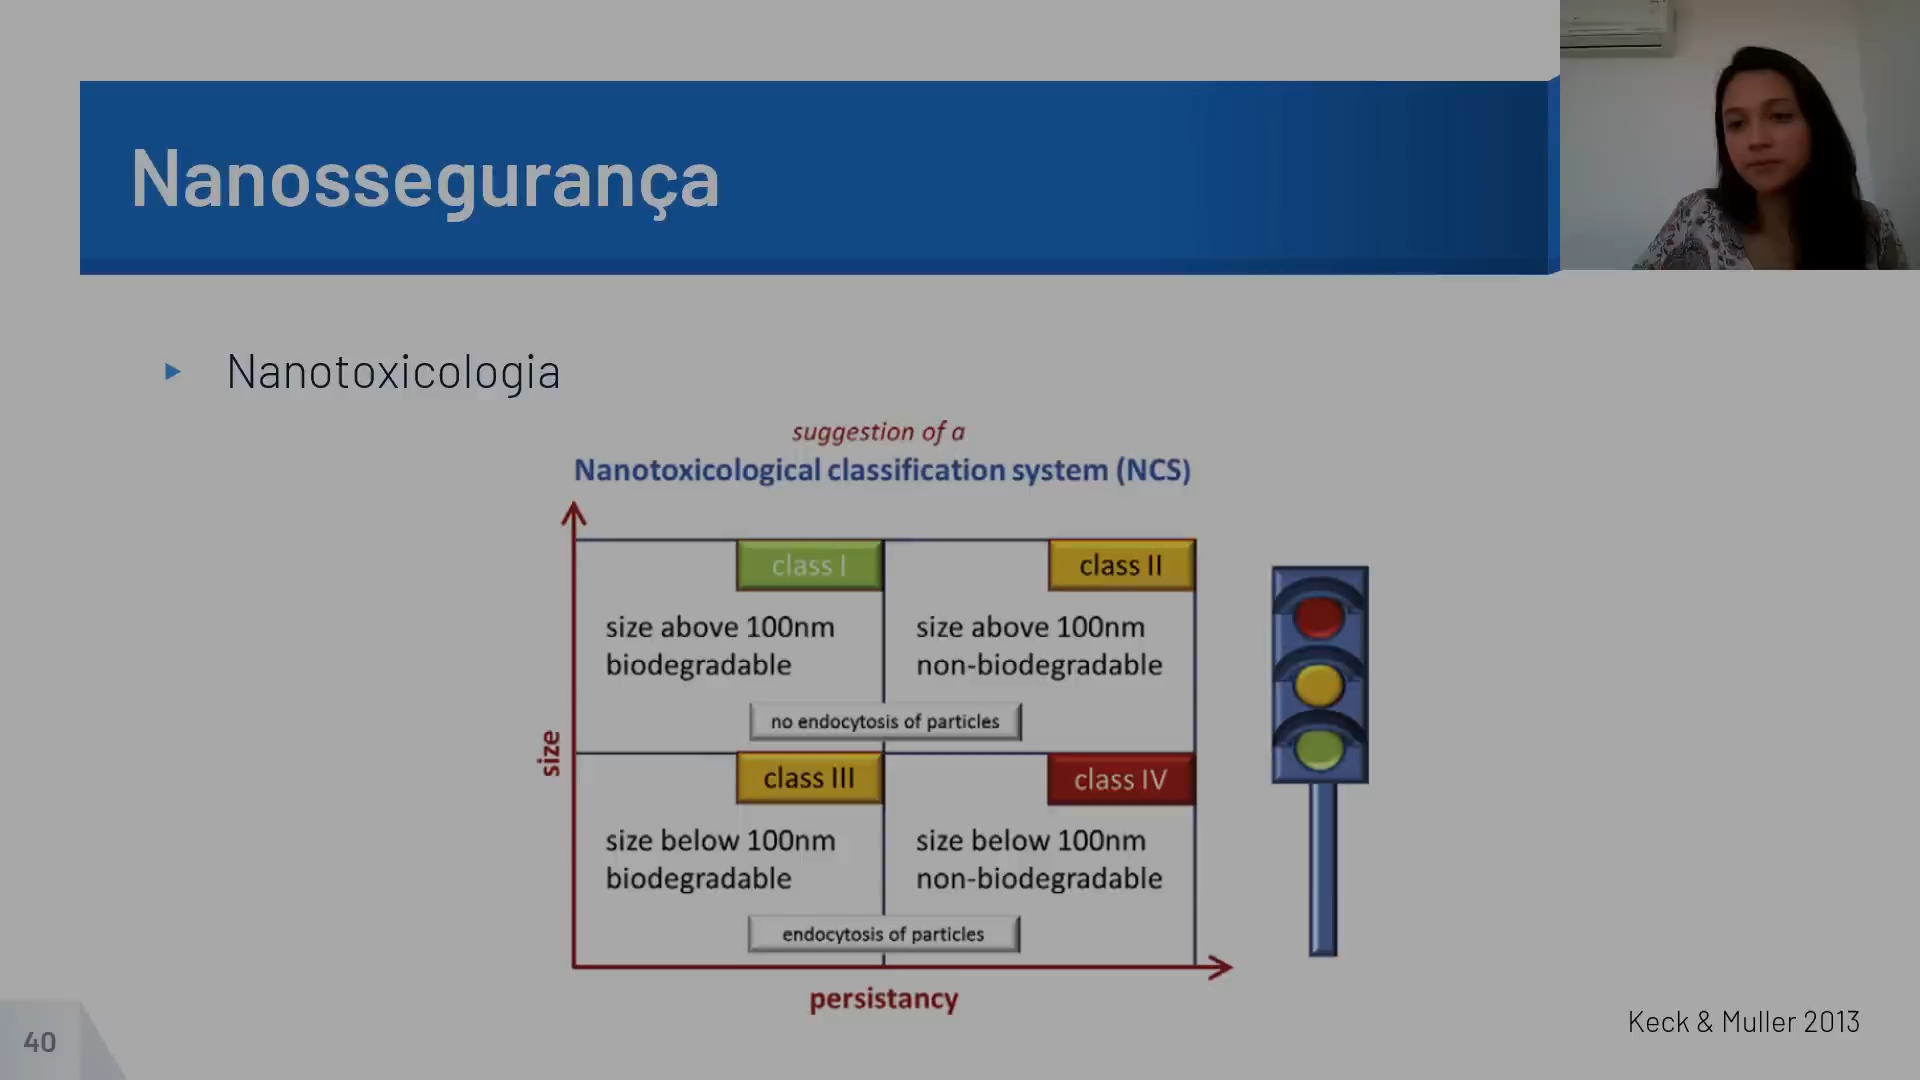 Nanossegurança
Nanotoxicologia
suggestion of a
Nanotoxicological classification system (NCS)
class I
size above 100nm
biodegradable
class II
size above 100nm
non-biodegradable
no endocytosis of particles
size
class III
size below 100nm
biodegradable
class IV
size below 100nm
non-biodegradable
endocytosis of particles
persistancy
Keck & Muller 2013
40